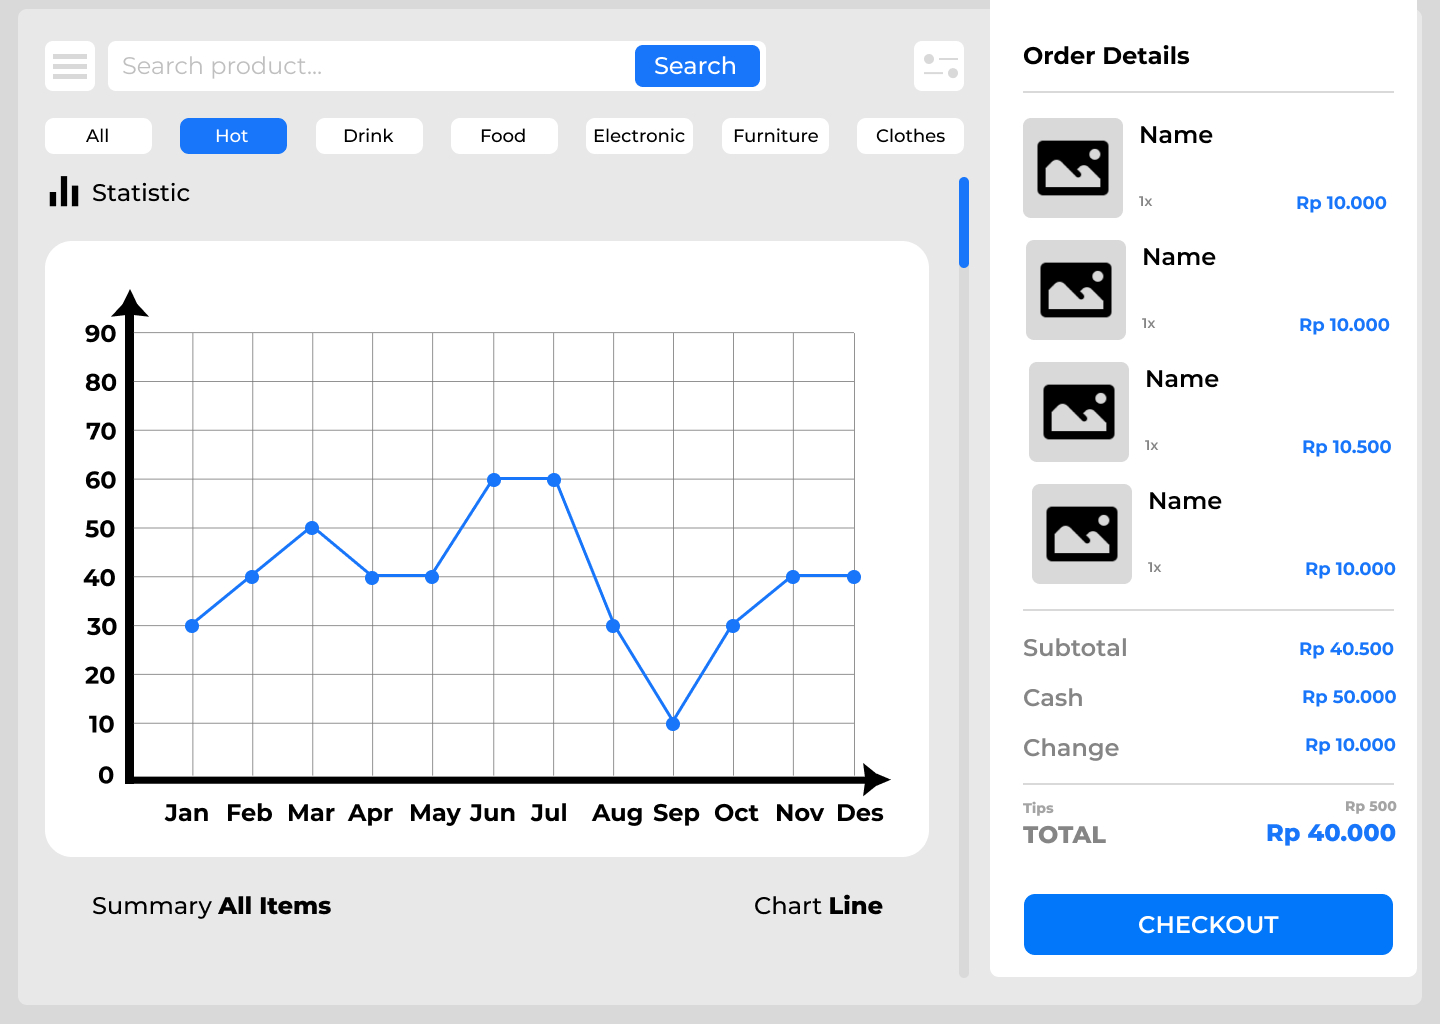 Search product...
Search
All
Hot
Drink
Food
Electronic
Furniture
Clothes
Statistic
90
80
70
60
50
40
30
20
10
0
Jan Feb Mar Apr May Jun Jul Aug Sep Oct Nov Des
Summary All Items
Chart Line
Order Details
Name
1x Rp 10.000
Name
1x Rp 10.000
Name
1x Rp 10.500
Name
1x Rp 10.000
Subtotal Rp 40.500
Cash Rp 50.000
Change Rp 10.000
Tips Rp 500
TOTAL Rp 40.000
CHECKOUT